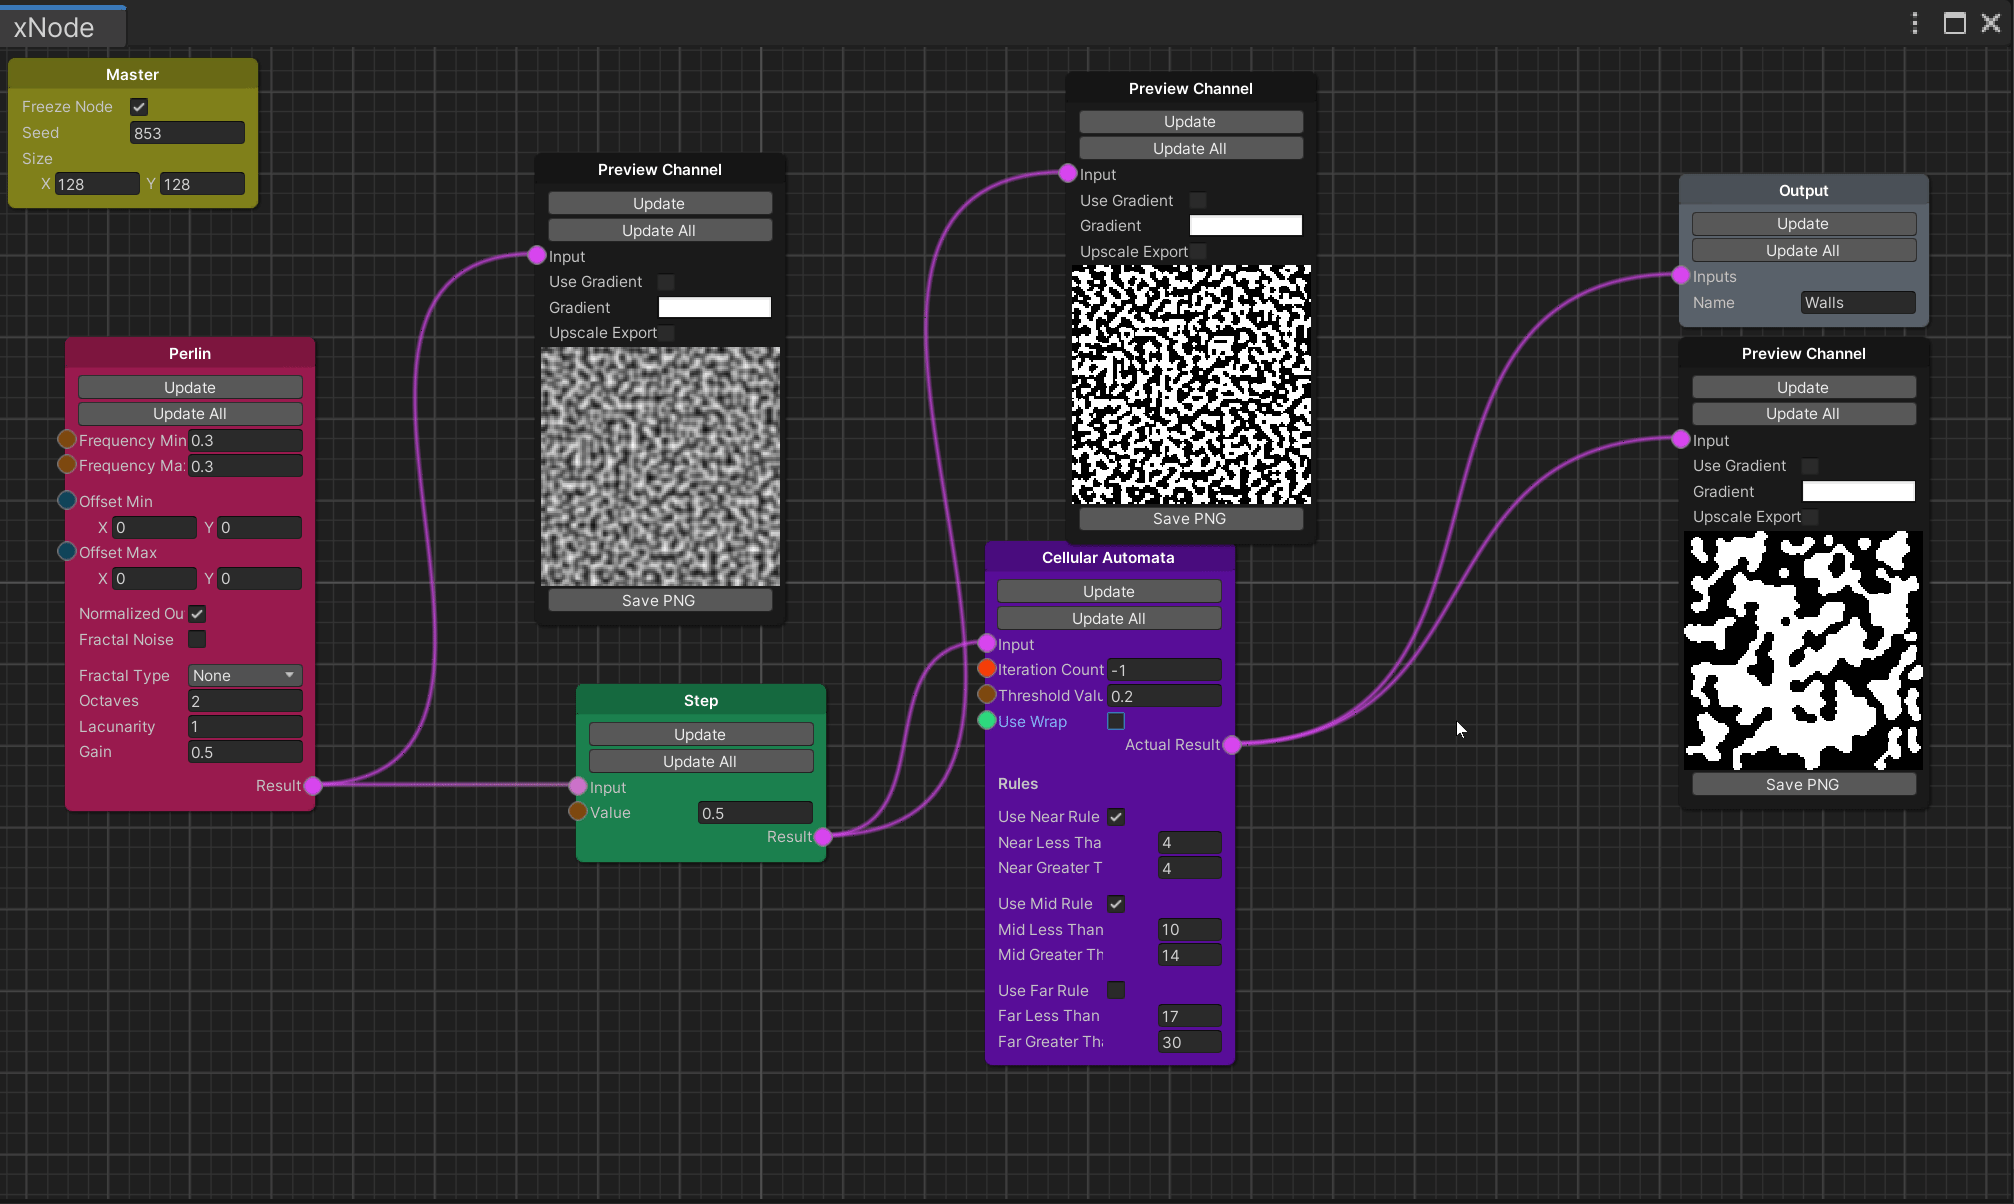 xNode
Master
Freeze Node
Seed 853
Size
X 128 Y 128
Perlin
Update
Update All
Frequency Min 0.3
Frequency Ma: 0.3
Offset Min
X 0 Y 0
Offset Max
X 0 Y 0
Normalized Ou
Fractal Noise
Fractal Type None
Octaves 2
Lacunarity 1
Gain 0.5
Result
Preview Channel
Update
Update All
Input
Use Gradient
Gradient
Upscale Export
Save PNG
Step
Update
Update All
Input
Value 0.5
Result
Preview Channel
Update
Update All
Input
Use Gradient
Gradient
Upscale Export
Save PNG
Cellular Automata
Update
Update All
Input
Iteration Count -1
Threshold Valu 0.2
Use Wrap
Actual Result
Rules
Use Near Rule
Near Less Tha 4
Near Greater T 4
Use Mid Rule
Mid Less Than 10
Mid Greater Th 14
Use Far Rule
Far Less Than 17
Far Greater Tha 30
Output
Update
Update All
Inputs
Name Walls
Preview Channel
Update
Update All
Input
Use Gradient
Gradient
Upscale Export
Save PNG